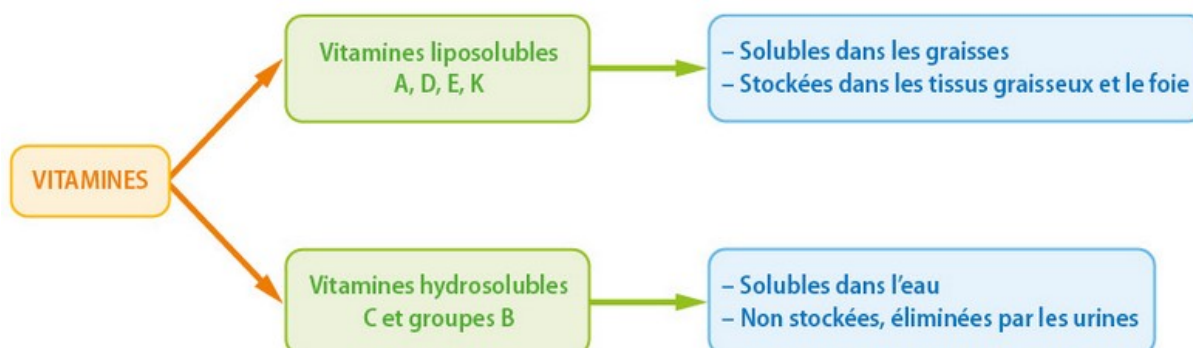 VITAMINES
Vitamines liposolubles
A, D, E, K
– Solubles dans les graisses
– Stockées dans les tissus graisseux et le foie
Vitamines hydrosolubles
C et groupes B
– Solubles dans l’eau
– Non stockées, éliminées par les urines